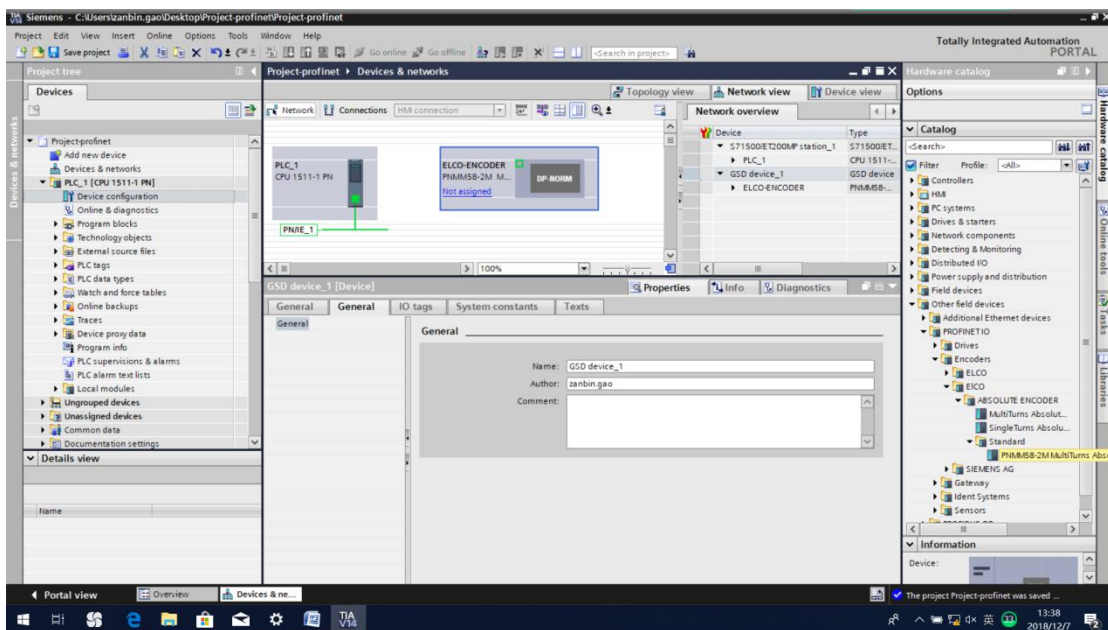 Siemens - C:\Users\zanbin.gao\Desktop\Project-profinet\Project-profinet
Project Edit View Insert Online Options Tools Window Help
Save project Go online Go offline <Search in project>
Totally Integrated Automation
PORTAL
Project tree
Devices
Project-profinet
Add new device
Devices & networks
PLC_1 [CPU 1511-1 PN]
Device configuration
Online & diagnostics
Program blocks
Technology objects
External source files
PLC tags
PLC data types
Watch and force tables
Online backups
Traces
Device proxy data
Program info
PLC supervisions & alarms
PLC alarm text lists
Local modules
Ungrouped devices
Unassigned devices
Common data
Documentation settings
Details view
Name
Devices & networks
Project-profinet Devices & networks
Topology view Network view Device view
Network Connections HMI connection
PLC_1
CPU 1511-1 PN
ELCO-ENCODER
PNMM58-2M M...
Not assigned
DP-NORM
PN/IE_1
100%
Network overview
Device Type
S71500/ET200MP station_1 S71500/ET...
PLC_1 CPU 1511-...
GSD device_1 GSD device
ELCO-ENCODER PNMM58-...
GSD device_1 [Device]
Properties Info Diagnostics
General General IO tags System constants Texts
General
General
Name: GSD device_1
Author: zanbin.gao
Comment:
Hardware catalog
Options
Catalog
<Search>
Filter Profile: <All>
Controllers
HMI
PC systems
Drives & starters
Network components
Detecting & Monitoring
Distributed I/O
Power supply and distribution
Field devices
Other field devices
Additional Ethernet devices
PROFINET IO
Drives
Encoders
ELCO
ElCO
ABSOLUTE ENCODER
MultiTurns Absolut...
SingleTurns Absolu...
Standard
PNMM58-2M MultiTurns Abs
SIEMENS AG
Gateway
Ident Systems
Sensors
Information
Device:
Hardware catalog
Online tools
Tasks
Libraries
Portal view Overview Devices & ne...
The project Project-profinet was saved ...
TIA
V14
英
13:38
2018/12/7